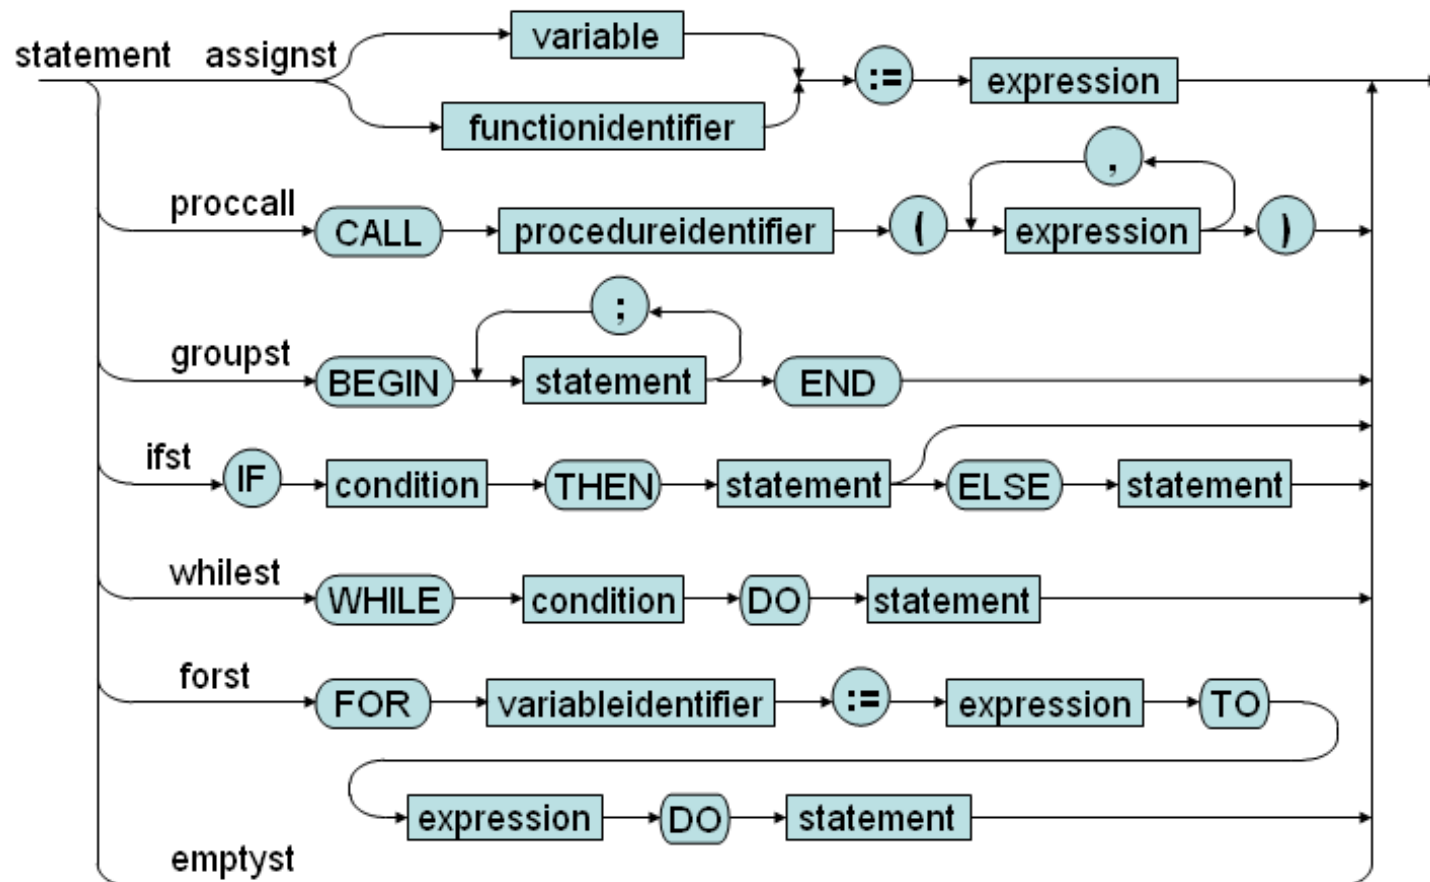 statement assignst variable := expression
functionidentifier
,
proccall CALL procedureidentifier ( expression )
;
groupst BEGIN statement END
ifst IF condition THEN statement ELSE statement
whilest WHILE condition DO statement
forst FOR variableidentifier := expression TO
expression DO statement
emptyst